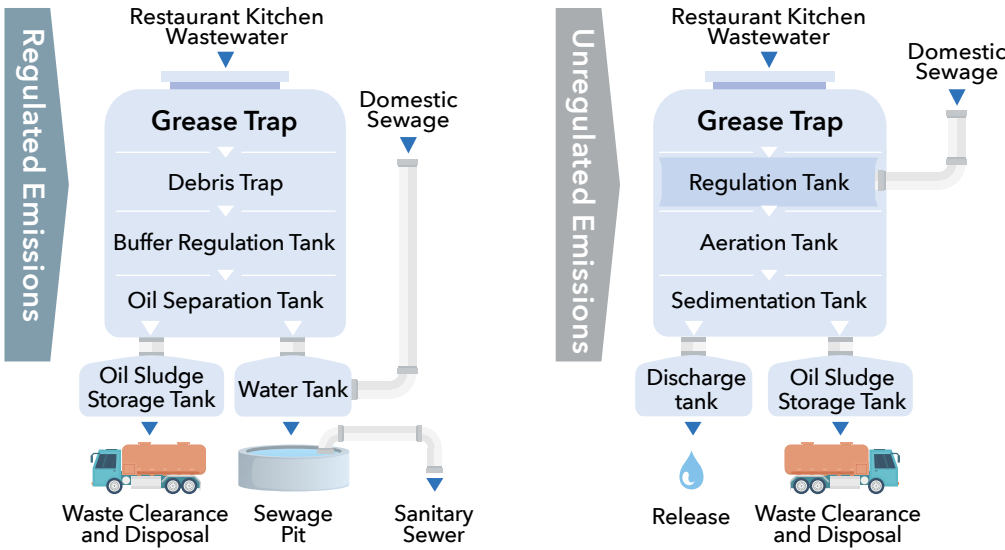 Regulated Emissions
Restaurant Kitchen
Wastewater
Grease Trap
Debris Trap
Buffer Regulation Tank
Oil Separation Tank
Domestic
Sewage
Oil Sludge
Storage Tank
Water Tank
Waste Clearance
and Disposal
Sewage
Pit
Sanitary
Sewer
Unregulated Emissions
Restaurant Kitchen
Wastewater
Domestic
Sewage
Grease Trap
Regulation Tank
Aeration Tank
Sedimentation Tank
Discharge
tank
Oil Sludge
Storage Tank
Release
Waste Clearance
and Disposal